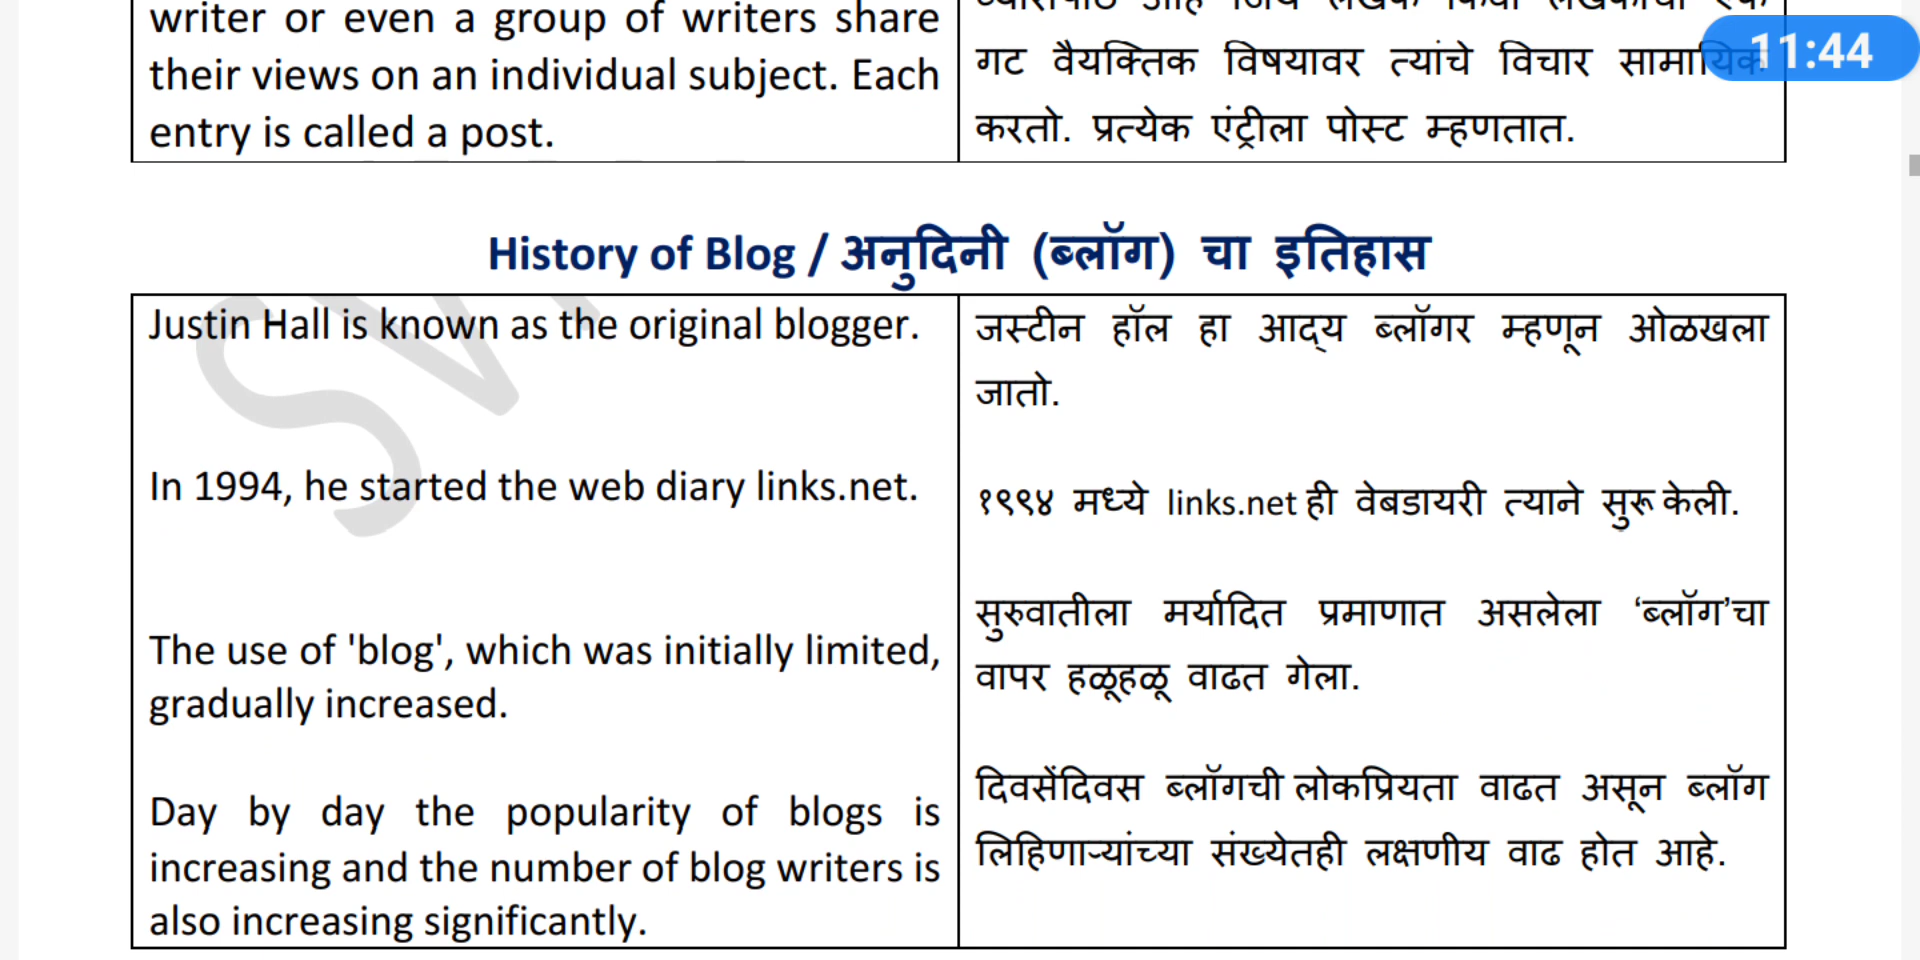 writer or even a group of writers share
their views on an individual subject. Each
entry is called a post.
गट वैयक्तिक विषयावर त्यांचे विचार सामायिक
करतो. प्रत्येक एंट्रीला पोस्ट म्हणतात.
11:44
History of Blog / अनुदिनी (ब्लॉग) चा इतिहास
Justin Hall is known as the original blogger.
In 1994, he started the web diary links.net.
The use of 'blog', which was initially limited,
gradually increased.
Day by day the popularity of blogs is
increasing and the number of blog writers is
also increasing significantly.
जस्टीन हॉल हा आद्‌य ब्लॉगर म्हणून ओळखला
जातो.
१९९४ मध्ये links.net ही वेबडायरी त्याने सुरू केली.
सुरुवातीला मर्यादित प्रमाणात असलेला ‘ब्लॉग’चा
वापर हळूहळू वाढत गेला.
दिवसेंदिवस ब्लॉगची लोकप्रियता वाढत असून ब्लॉग
लिहिणाऱ्यांच्या संख्येतही लक्षणीय वाढ होत आहे.